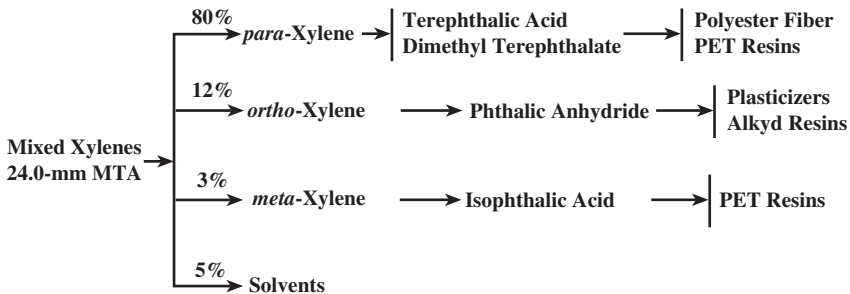 80%
para-Xylene
Terephthalic Acid
Dimethyl Terephthalate
Polyester Fiber
PET Resins
12%
ortho-Xylene
Phthalic Anhydride
Plasticizers
Alkyd Resins
Mixed Xylenes
24.0-mm MTA
3%
meta-Xylene
Isophthalic Acid
PET Resins
5%
Solvents